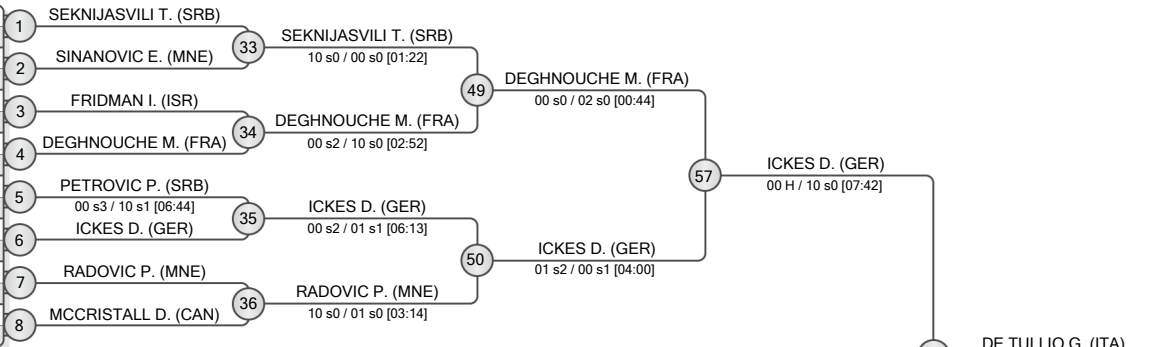 1
SEKNIJASVILI T. (SRB)
2
SINANOVIC E. (MNE)
33
SEKNIJASVILI T. (SRB)
10 s0 / 00 s0 [01:22]
3
FRIDMAN I. (ISR)
4
DEGHNOUCHE M. (FRA)
34
DEGHNOUCHE M. (FRA)
00 s2 / 10 s0 [02:52]
49
DEGHNOUCHE M. (FRA)
00 s0 / 02 s0 [00:44]
5
PETROVIC P. (SRB)
00 s3 / 10 s1 [06:44]
6
ICKES D. (GER)
35
ICKES D. (GER)
00 s2 / 01 s1 [06:13]
7
RADOVIC P. (MNE)
8
MCCRISTALL D. (CAN)
36
RADOVIC P. (MNE)
10 s0 / 01 s0 [03:14]
50
ICKES D. (GER)
01 s2 / 00 s1 [04:00]
57
ICKES D. (GER)
00 H / 10 s0 [07:42]
DE TULLIO G. (ITA)